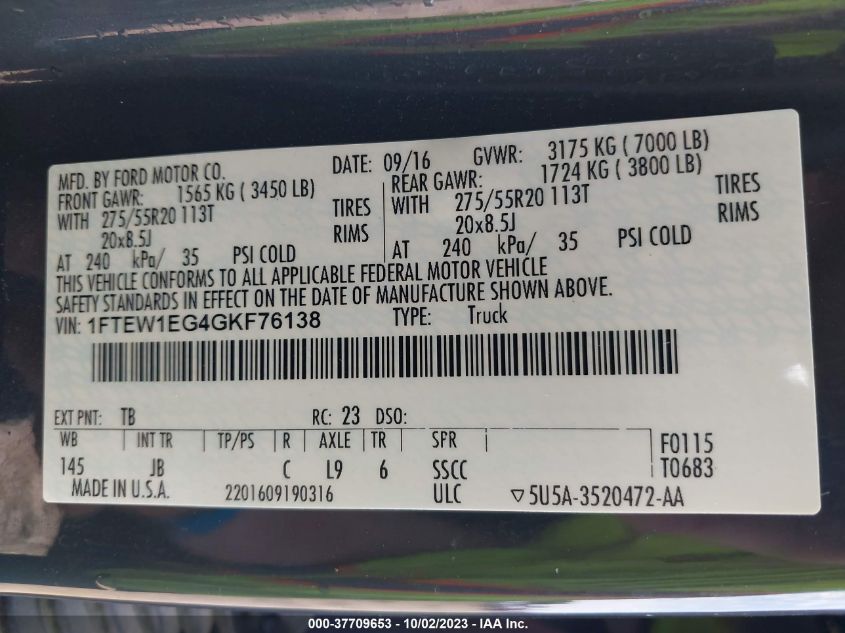 MFD. BY FORD MOTOR CO. DATE: 09/16 GVWR: 3175 KG ( 7000 LB)
FRONT GAWR: 1565 KG ( 3450 LB) REAR GAWR: 1724 KG ( 3800 LB)
WITH 275/55R20 113T TIRES WITH 275/55R20 113T TIRES
20x8.5J RIMS 20x8.5J RIMS
AT 240 kPa/ 35 PSI COLD AT 240 kPa/ 35 PSI COLD
THIS VEHICLE CONFORMS TO ALL APPLICABLE FEDERAL MOTOR VEHICLE
SAFETY STANDARDS IN EFFECT ON THE DATE OF MANUFACTURE SHOWN ABOVE.
VIN: 1FTEW1EG4GKF76138 TYPE: Truck
EXT PNT: TB RC: 23 DSO:
WB INT TR TP/PS R AXLE TR SFR F0115
145 JB C L9 6 SSCC T0683
MADE IN U.S.A. 2201609190316 ULC ▽5U5A-3520472-AA
000-37709653 - 10/02/2023 - IAA Inc.